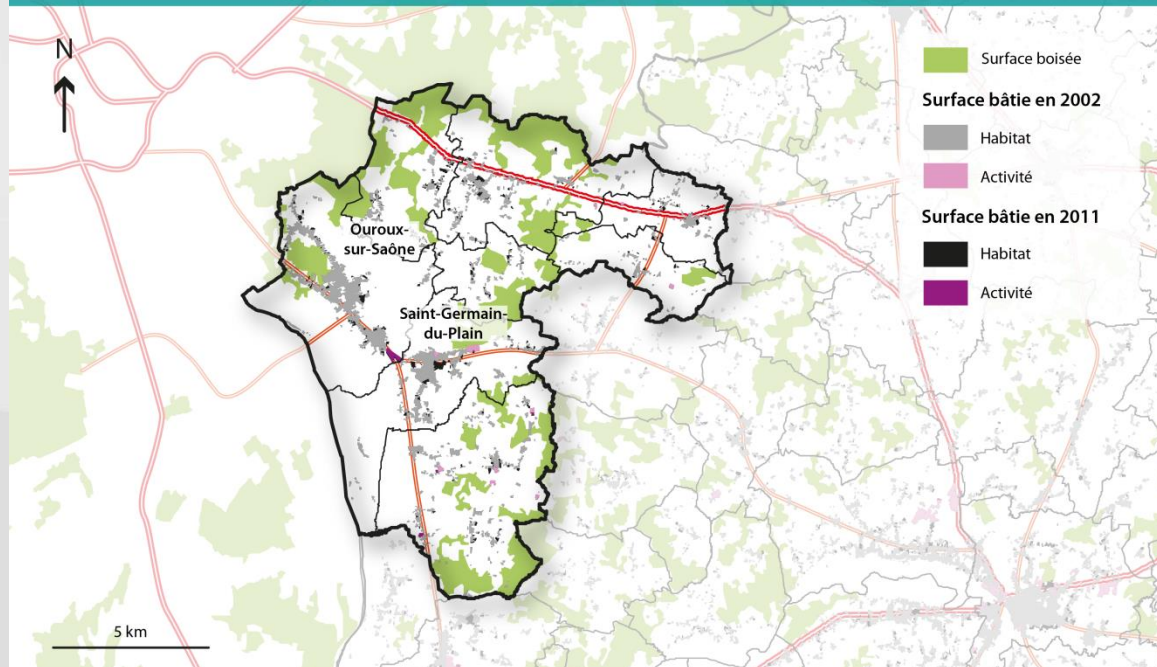 N
Surface boisée
Surface bâtie en 2002
Habitat
Activité
Surface bâtie en 2011
Habitat
Activité
Ouroux-
sur-Saône
Saint-Germain-
du-Plain
5 km